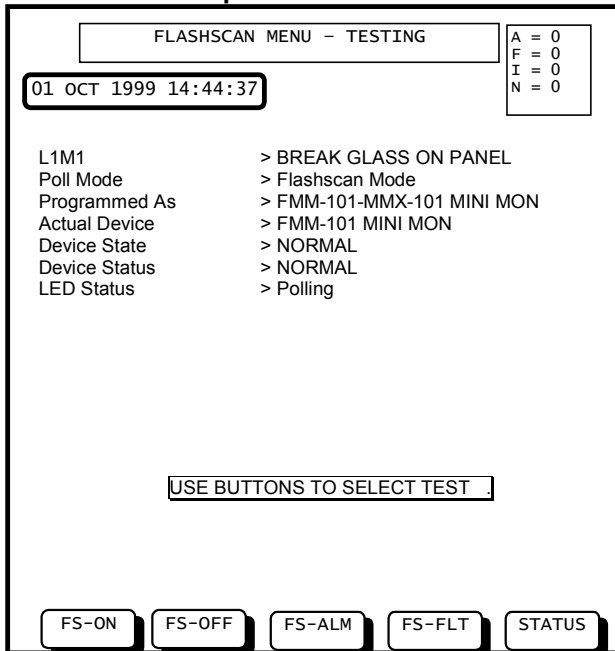 FLASHSCAN MENU – TESTING
A = 0
F = 0
I = 0
N = 0
01 OCT 1999 14:44:37
L1M1 > BREAK GLASS ON PANEL
Poll Mode > Flashscan Mode
Programmed As > FMM-101-MMX-101 MINI MON
Actual Device > FMM-101 MINI MON
Device State > NORMAL
Device Status > NORMAL
LED Status > Polling
USE BUTTONS TO SELECT TEST .
FS-ON FS-OFF FS-ALM FS-FLT STATUS